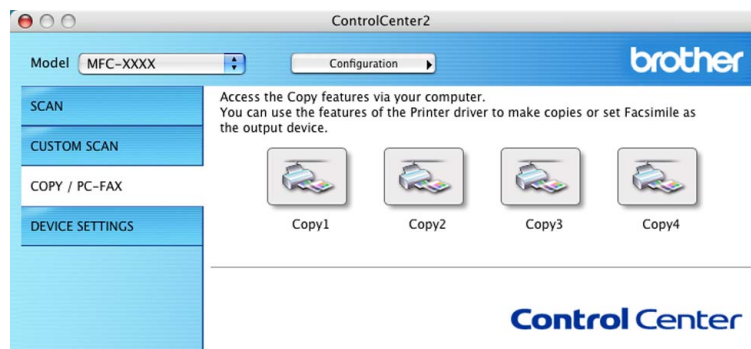 ControlCenter2
Model MFC-XXXX Configuration
brother
SCAN
CUSTOM SCAN
COPY / PC-FAX
DEVICE SETTINGS
Access the Copy features via your computer.
You can use the features of the Printer driver to make copies or set Facsimile as
the output device.
Copy1 Copy2 Copy3 Copy4
Control Center